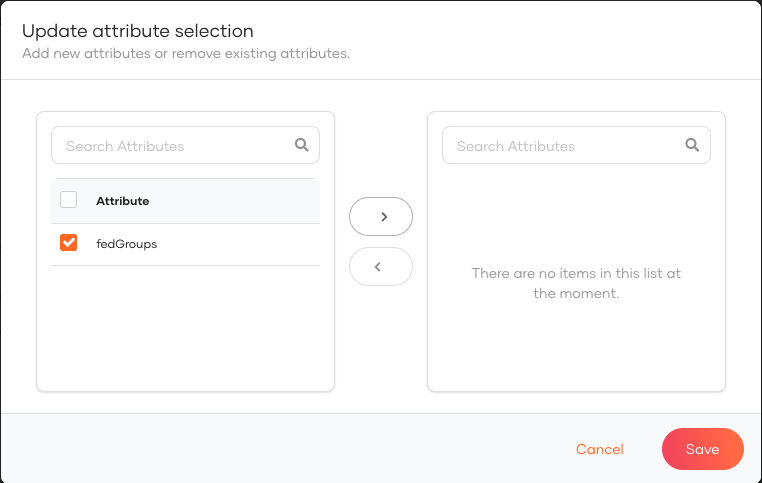 Update attribute selection
Add new attributes or remove existing attributes.
Search Attributes
Attribute
fedGroups
Search Attributes
There are no items in this list at
the moment.
Cancel
Save